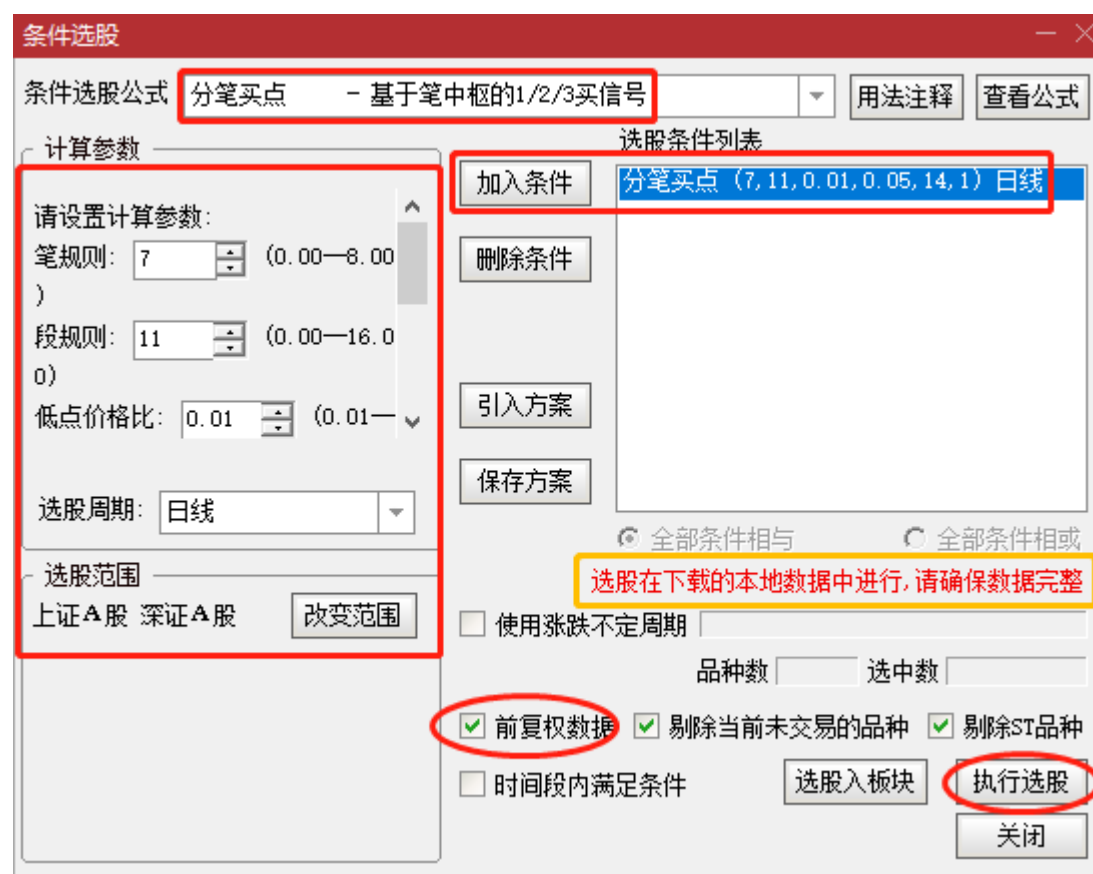 条件选股
条件选股公式 分笔买点 - 基于笔中枢的1/2/3买信号 用法注释 查看公式
计算参数
请设置计算参数:
笔规则: 7 (0.00—8.00
)
段规则: 11 (0.00—16.0
0)
低点价格比: 0.01 (0.01—
选股周期: 日线
选股范围
上证A股 深证A股 改变范围
选股条件列表
加入条件 分笔买点 (7,11,0.01,0.05,14,1) 日线
删除条件
引入方案
保存方案
全部条件相与 全部条件相或
选股在下载的本地数据中进行,请确保数据完整
使用涨跌不定周期
品种数 选中数
前复权数据 剔除当前未交易的品种 剔除ST品种
时间段内满足条件 选股入板块 执行选股
关闭